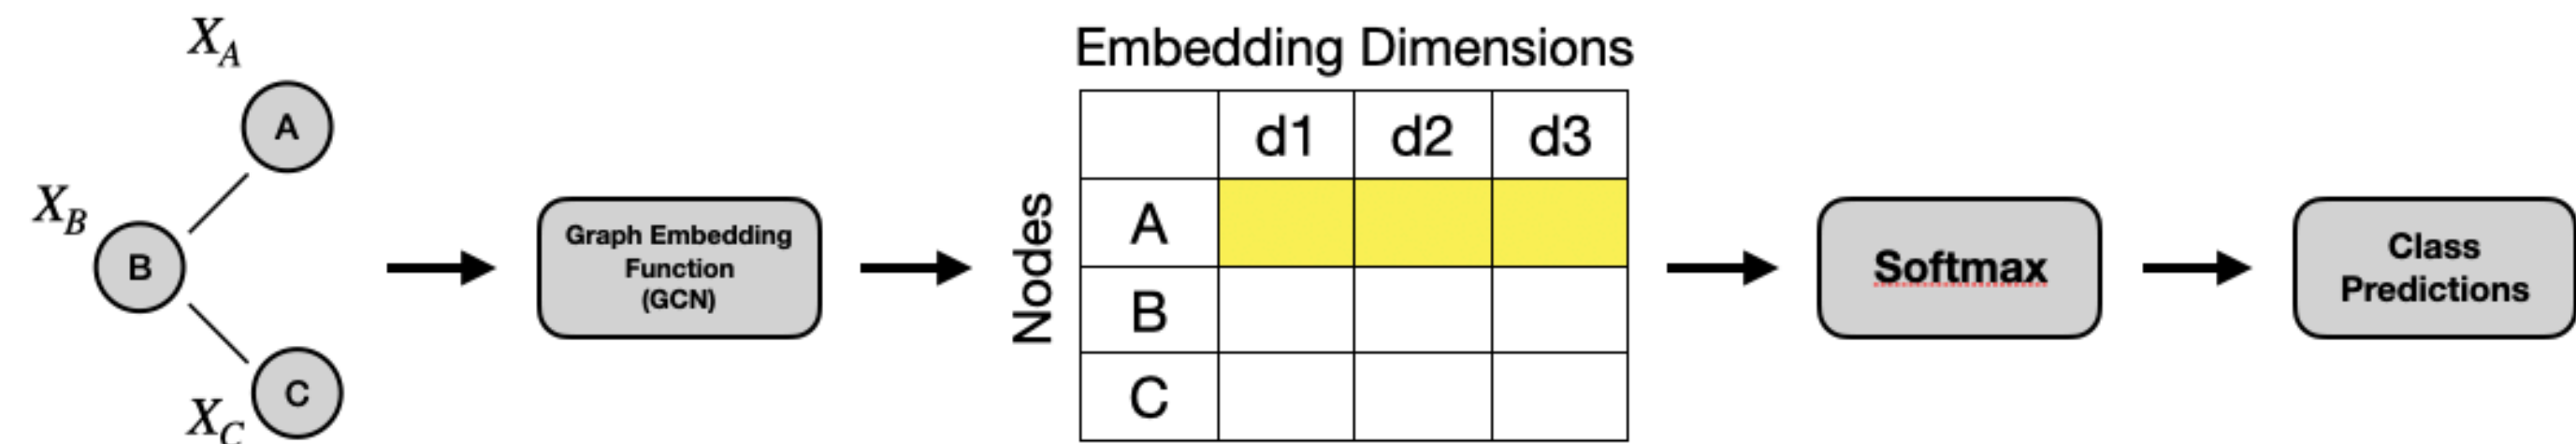 X_A
A
X_B
B
C
X_C
Graph Embedding
Function
(GCN)
Embedding Dimensions
Nodes
d1 d2 d3
A
B
C
Softmax
Class
Predictions